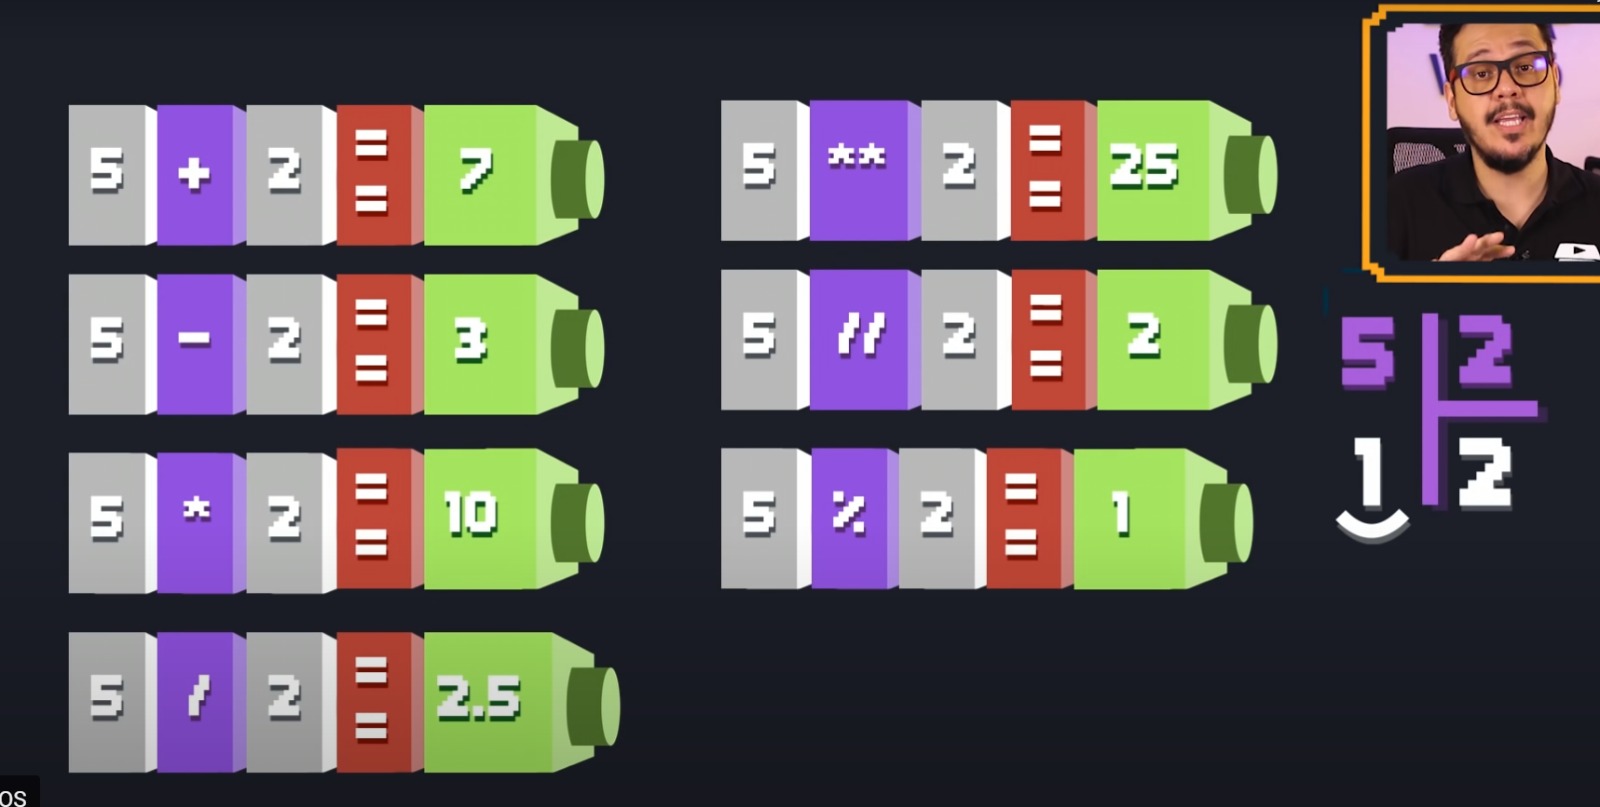 5 + 2 == 7
5 - 2 == 3
5 * 2 == 10
5 / 2 == 2.5
5 ** 2 == 25
5 // 2 == 2
5 % 2 == 1
5 2
1 2
OS